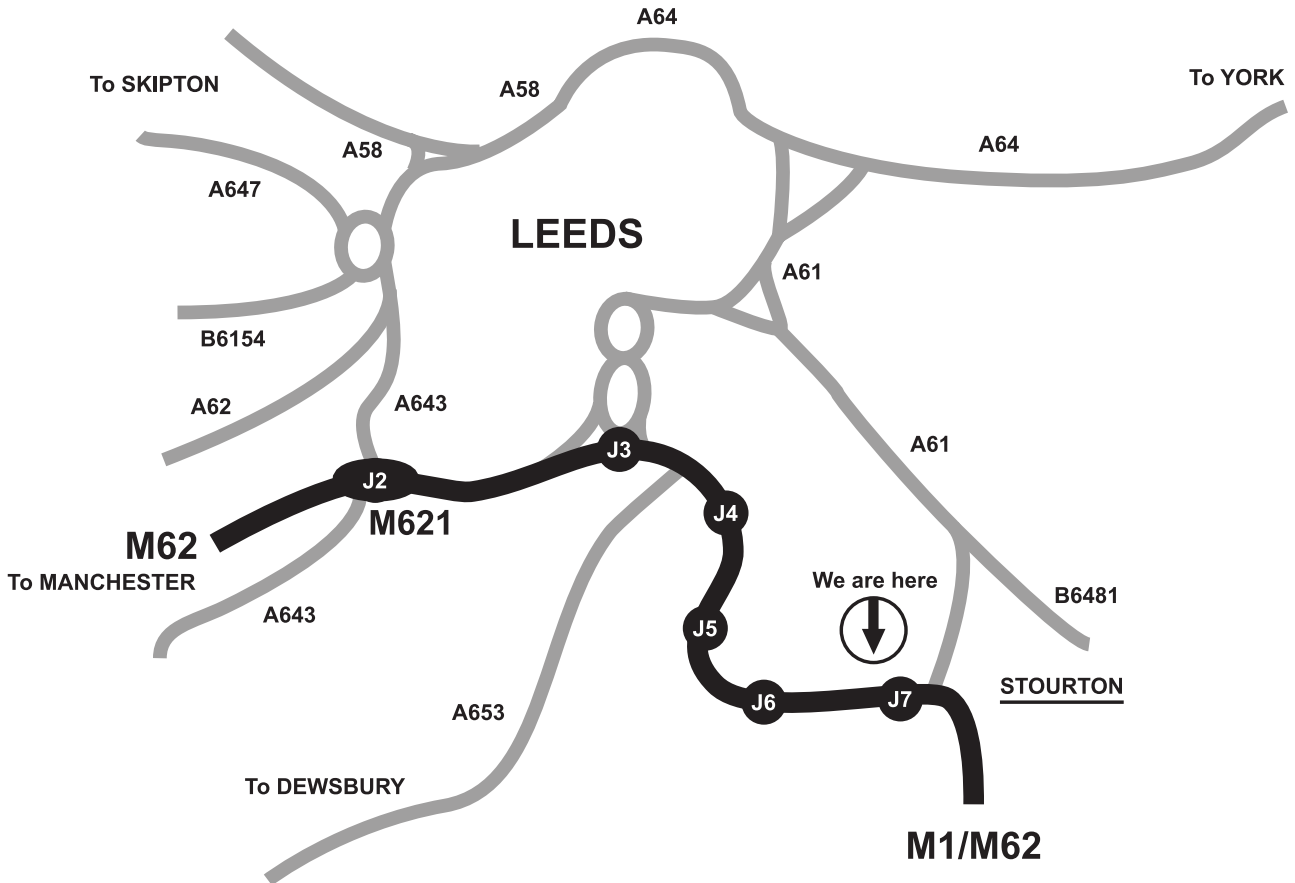 A64
To SKIPTON
A58
To YORK
A58
A64
A647
LEEDS
A61
B6154
A62
A643
A61
J3
J2
J4
M621
M62
To MANCHESTER
We are here
A643
B6481
J5
STOURTON
J6
J7
A653
To DEWSBURY
M1/M62